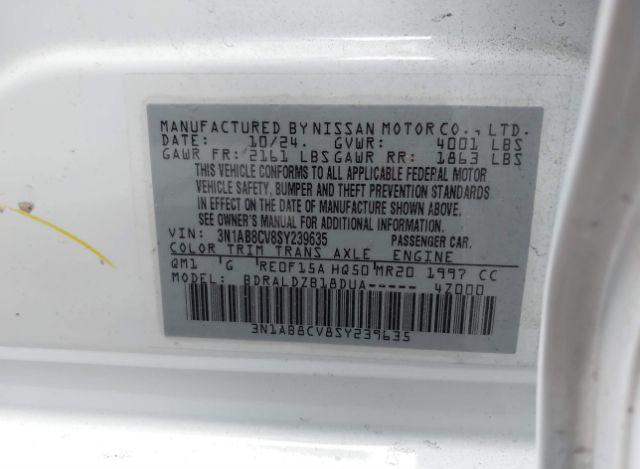 MANUFACTURED BY NISSAN MOTOR CO., LTD.
DATE: 10/24. GVWR: 4001 LBS
GAWR FR: 2161 LBS GAWR RR: 1863 LBS
THIS VEHICLE CONFORMS TO ALL APPLICABLE FEDERAL MOTOR
VEHICLE SAFETY, BUMPER AND THEFT PREVENTION STANDARDS
IN EFFECT ON THE DATE OF MANUFACTURE SHOWN ABOVE.
SEE OWNER'S MANUAL FOR ADDITIONAL INFORMATION.
VIN: 3N1AB8CV8SY239635 PASSENGER CAR.
COLOR TRIM TRANS AXLE ENGINE
QM1 'G 'RE0F15A HQ50'MR20 1997 CC
MODEL: BDRALDZB18DUA----- 4Z000
3N1AB8CV8SY239635